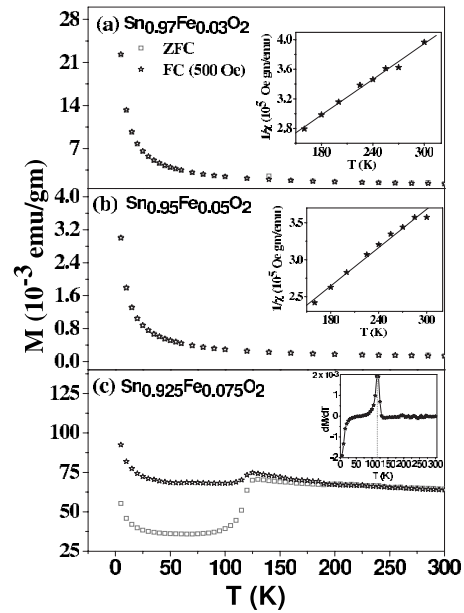 (a) Sn0.97Fe0.03O2
ZFC
FC (500 Oe)
28
21
14
7
1/χ (10^5 Oe gm/emu)
4.0
3.6
3.2
2.8
180 240 300
T (K)
(b) Sn0.95Fe0.05O2
4.0
3.2
2.4
1.6
0.8
0.0
1/χ (10^5 Oe gm/emu)
3.5
3.0
2.5
180 240 300
T (K)
M (10^-3 emu/gm)
(c) Sn0.925Fe0.075O2
125
100
75
50
25
2 x10^-3
1
0
-1
-2
dM/dT
0 50 100 150 200 250 300
T (K)
0 50 100 150 200 250 300
T (K)